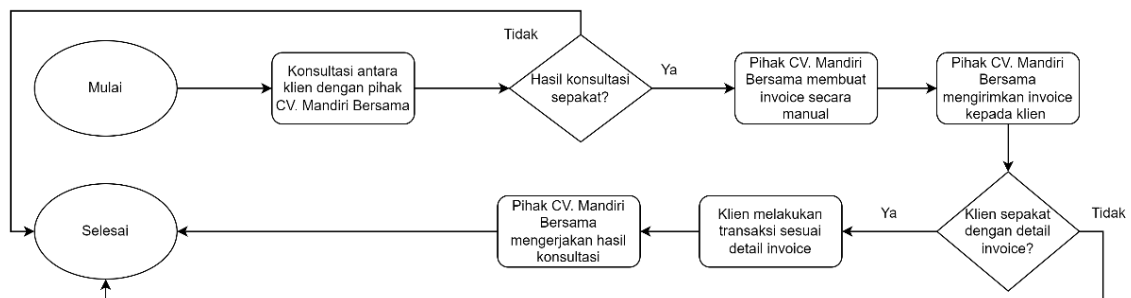 Tidak
Mulai
Konsultasi antara
klien dengan pihak
CV. Mandiri Bersama
Hasil konsultasi
sepakat?
Ya
Pihak CV. Mandiri
Bersama membuat
invoice secara
manual
Pihak CV. Mandiri
Bersama
mengirimkan invoice
kepada klien
Selesai
Pihak CV. Mandiri
Bersama
mengerjakan hasil
konsultasi
Klien melakukan
transaksi sesuai
detail invoice
Ya
Klien sepakat
dengan detail
invoice?
Tidak